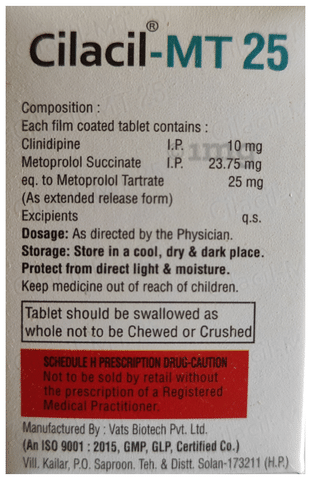 Cilacil®-MT 25
Composition :
Each film coated tablet contains :
Clinidipine I.P. 10 mg
Metoprolol Succinate I.P. 23.75 mg
eq. to Metoprolol Tartrate 25 mg
(As extended release form)
Excipients q.s.
Dosage: As directed by the Physician.
Storage: Store in a cool, dry & dark place.
Protect from direct light & moisture.
Keep medicine out of reach of children.
Tablet should be swallowed as
whole not to be Chewed or Crushed
SCHEDULE H PRESCRIPTION DRUG-CAUTION
Not to be sold by retail without
the prescription of a Registered
Medical Practitioner.
Manufactured By : Vats Biotech Pvt. Ltd.
(An ISO 9001 : 2015, GMP, GLP, Certified Co.)
Vill. Kailar, P.O. Saproon. Teh. & Distt. Solan-173211 (H.P.)